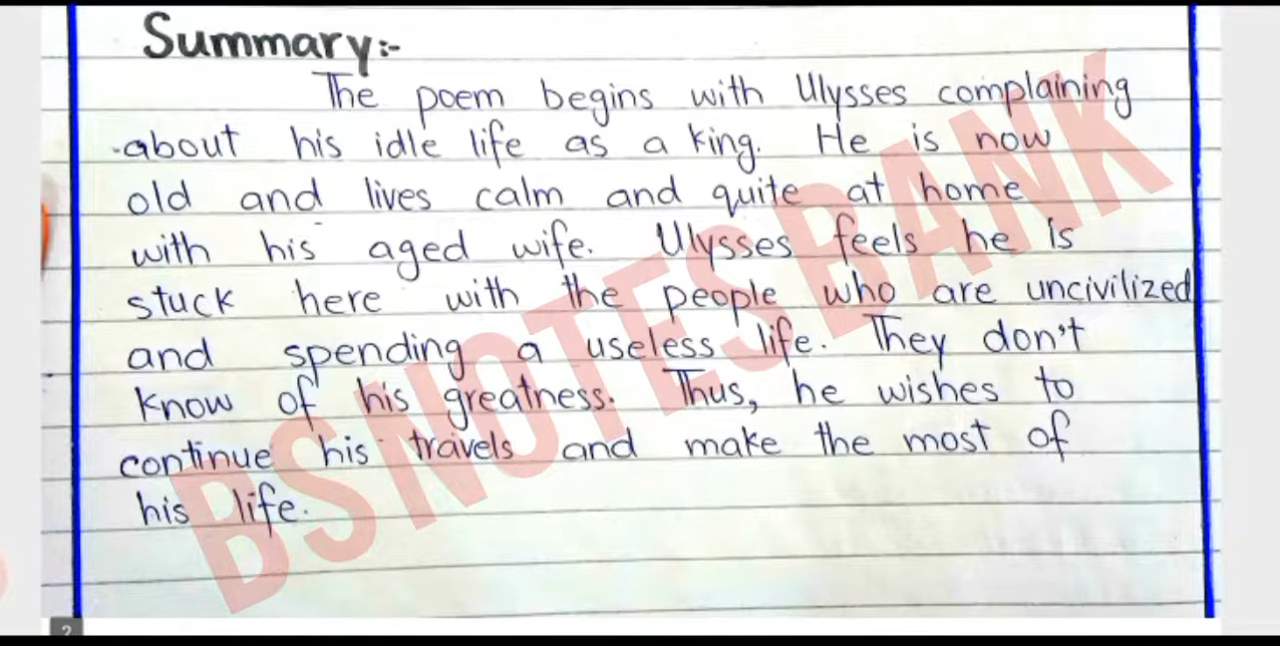 Summary:-
The poem begins with Ulysses complaining
about his idle life as a king. He is now
old and lives calm and quite at home
with his aged wife. Ulysses feels he is
stuck here with the people who are uncivilized
and spending a useless life. They don't
know of his greatness. Thus, he wishes to
continue his travels and make the most of
his life.
BSNOTES BANK
2